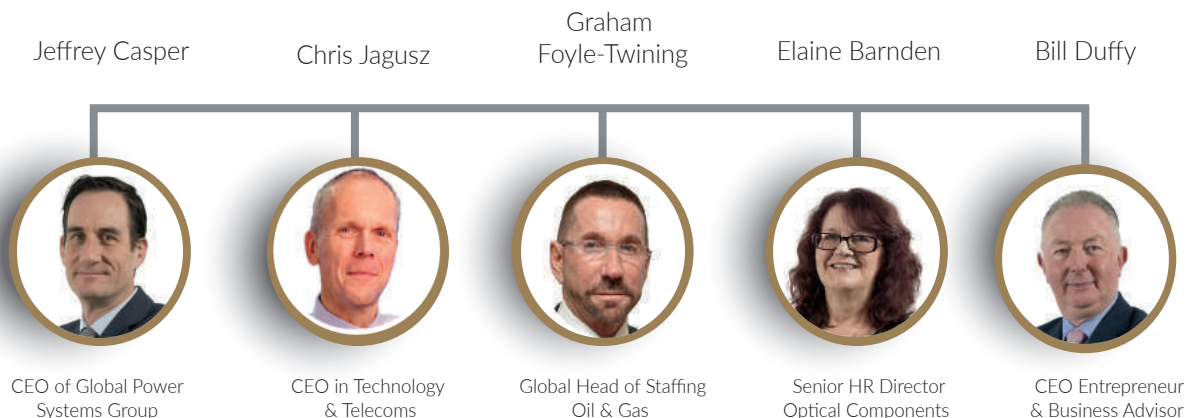 Jeffrey Casper
Chris Jagusz
Graham
Foyle-Twining
Elaine Barnden
Bill Duffy
CEO of Global Power
Systems Group
CEO in Technology
& Telecoms
Global Head of Staffing
Oil & Gas
Senior HR Director
Optical Components
CEO Entrepreneur
& Business Advisor